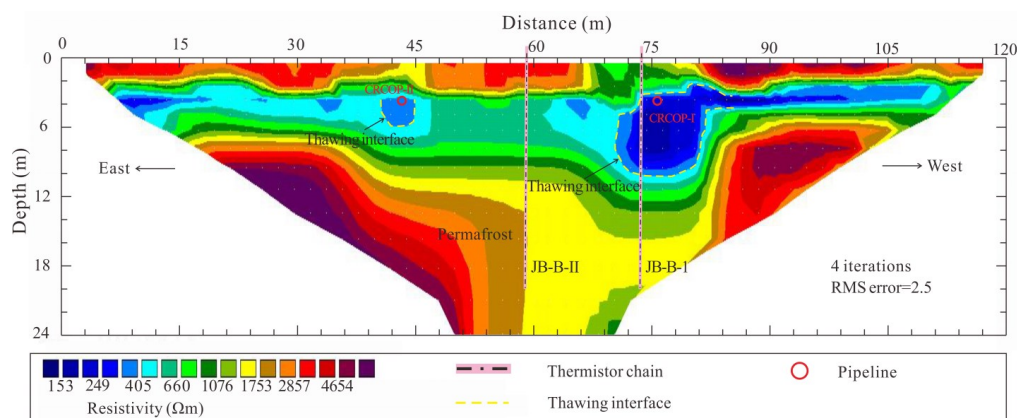 Distance (m)
0 15 30 45 60 75 90 105 120
Depth (m)
0
6
12
18
24
CRCOP-II
Thawing interface
CRCOP-I
Thawing interface
East
West
Permafrost
JB-B-II
JB-B-I
4 iterations
RMS error=2.5
153 249 405 660 1076 1753 2857 4654
Resistivity (Ωm)
Thermistor chain
Thawing interface
Pipeline